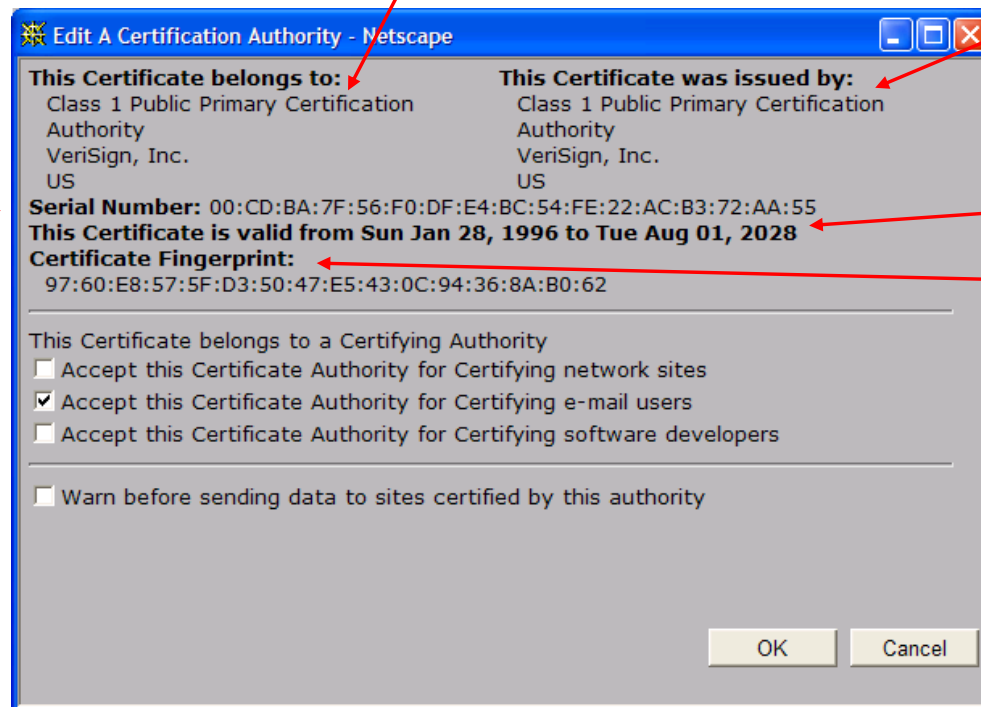 Edit A Certification Authority - Netscape
This Certificate belongs to:
Class 1 Public Primary Certification
Authority
VeriSign, Inc.
US
This Certificate was issued by:
Class 1 Public Primary Certification
Authority
VeriSign, Inc.
US
Serial Number: 00:CD:BA:7F:56:F0:DF:E4:BC:54:FE:22:AC:B3:72:AA:55
This Certificate is valid from Sun Jan 28, 1996 to Tue Aug 01, 2028
Certificate Fingerprint:
97:60:E8:57:5F:D3:50:47:E5:43:0C:94:36:8A:B0:62
This Certificate belongs to a Certifying Authority
Accept this Certificate Authority for Certifying network sites
Accept this Certificate Authority for Certifying e-mail users
Accept this Certificate Authority for Certifying software developers
Warn before sending data to sites certified by this authority
OK
Cancel